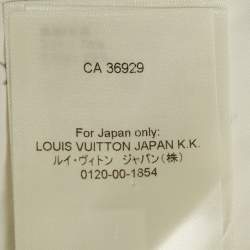 CA 36929
For Japan only:
LOUIS VUITTON JAPAN K.K.
ルイ・ヴィトン ジャパン(株)
0120-00-1854